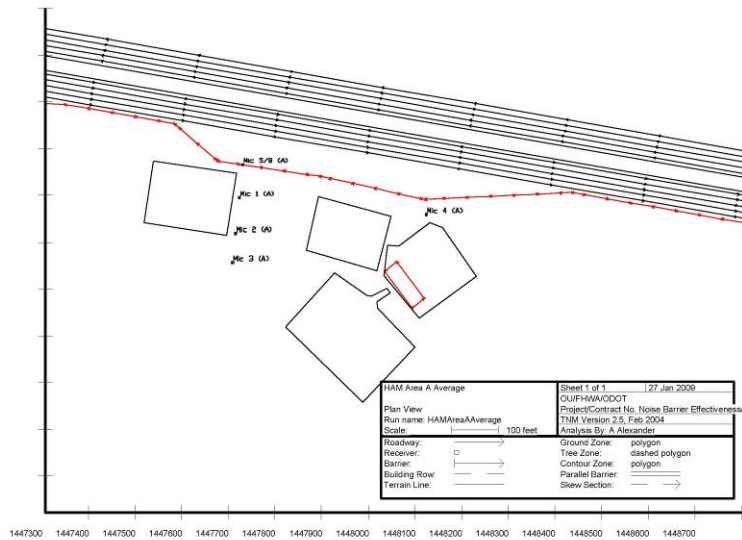 Mic 5/8 (A)
Mic 1 (A)
Mic 4 (A)
Mic 2 (A)
Mic 3 (A)
HAM Area A Average
Sheet 1 of 1
27 Jan 2009
OU/FHWA/ODOT
Plan View
Project/Contract No. Noise Barrier Effectiveness
Run name: HAMAreaAAverage
TNM Version 2.5, Feb 2004
Scale:
100 feet
Analysis By: A Alexander
Roadway:
Ground Zone: polygon
Receiver:
Tree Zone: dashed polygon
Barrier:
Contour Zone: polygon
Building Row:
Parallel Barrier:
Terrain Line:
Skew Section:
1447300 1447400 1447500 1447600 1447700 1447800 1447900 1448000 1448100 1448200 1448300 1448400 1448500 1448600 1448700